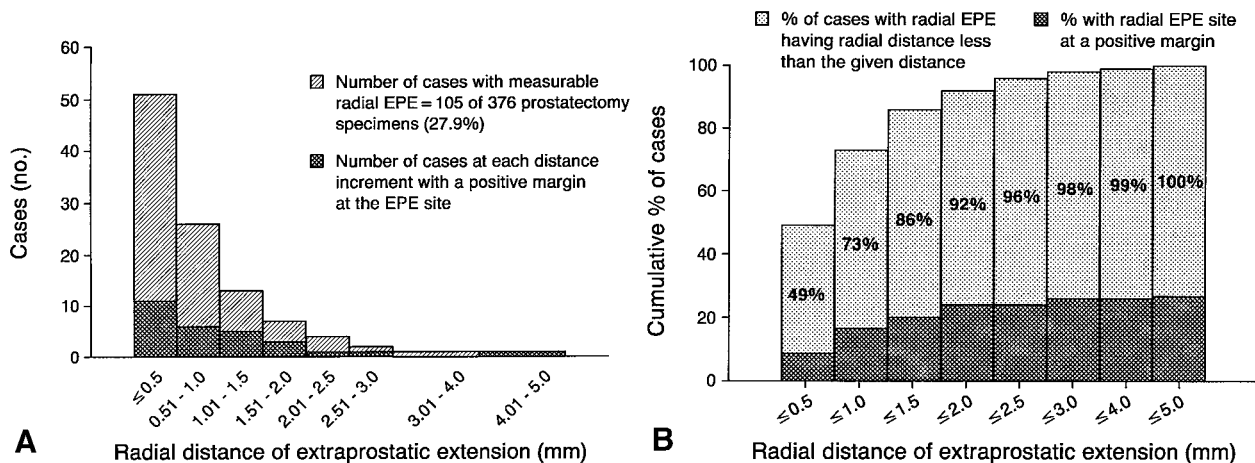 60
50
40
30
20
10
0
Cases (no.)
Number of cases with measurable
radial EPE = 105 of 376 prostatectomy
specimens (27.9%)
Number of cases at each distance
increment with a positive margin
at the EPE site
≤ 0.5
0.51 - 1.0
1.01 - 1.5
1.51 - 2.0
2.01 - 2.5
2.51 - 3.0
3.01 - 4.0
4.01 - 5.0
A
Radial distance of extraprostatic extension (mm)
% of cases with radial EPE
having radial distance less
than the given distance
% with radial EPE site
at a positive margin
100
80
60
40
20
0
Cumulative % of cases
49%
73%
86%
92%
96%
98%
99%
100%
≤0.5
≤1.0
≤1.5
≤2.0
≤2.5
≤3.0
≤4.0
≤5.0
B
Radial distance of extraprostatic extension (mm)